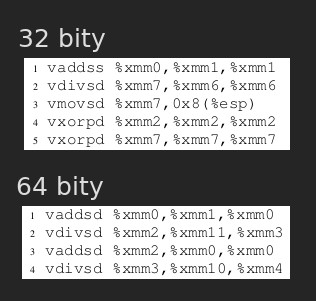 32 bity
1 vaddss %xmm0,%xmm1,%xmm1
2 vdivsd %xmm7,%xmm6,%xmm6
3 vmovsd %xmm7,0x8(%esp)
4 vxorpd %xmm2,%xmm2,%xmm2
5 vxorpd %xmm7,%xmm7,%xmm7
64 bity
1 vaddsd %xmm0,%xmm1,%xmm0
2 vdivsd %xmm2,%xmm11,%xmm3
3 vaddsd %xmm2,%xmm0,%xmm0
4 vdivsd %xmm3,%xmm10,%xmm4